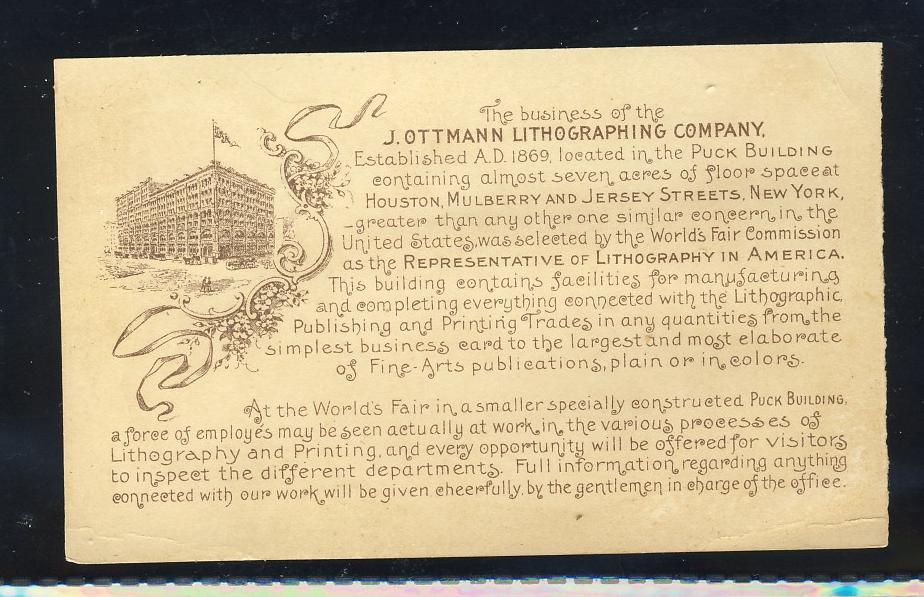 The business of the
J. OTTMANN LITHOGRAPHING COMPANY,
Established A.D. 1869, located in the PUCK BUILDING
containing almost seven acres of floor space at
HOUSTON, MULBERRY AND JERSEY STREETS, NEW YORK,
greater than any other one similar concern in the
United States, was selected by the World's Fair Commission
as the REPRESENTATIVE OF LITHOGRAPHY IN AMERICA.
This building contains facilities for manufacturing
and completing everything connected with the Lithographic,
Publishing and Printing Trades in any quantities from the
simplest business card to the largest and most elaborate
of Fine-Arts publications, plain or in colors.
At the World's Fair in a smaller specially constructed PUCK BUILDING,
a force of employés may be seen actually at work in the various processes of
Lithography and Printing, and every opportunity will be offered for visitors
to inspect the different departments. Full information regarding anything
connected with our work will be given cheerfully, by the gentlemen in charge of the office.